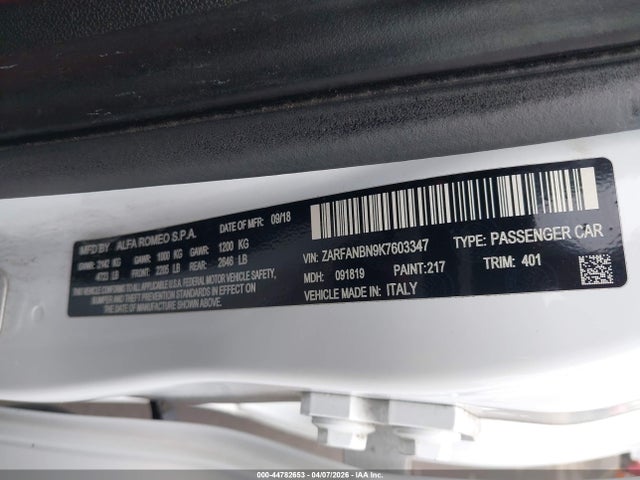 MFD BY ALFA ROMEO S.P.A. DATE OF MFR: 09/18
GVWR: 2142 KG GAWR: 1000 KG GAWR: 1200 KG
4723 LB FRONT: 2205 LB REAR: 2646 LB
THIS VEHICLE CONFORMS TO ALL APPLICABLE U.S.A. FEDERAL MOTOR VEHICLE SAFETY,
BUMPER, AND THEFT PREVENTION STANDARDS IN EFFECT ON
THE DATE OF MANUFACTURE SHOWN ABOVE.
VIN: ZARFANBN9K7603347 TYPE: PASSENGER CAR
MDH: 091819 PAINT: 217 TRIM: 401
VEHICLE MADE IN: ITALY
000-44782653 - 04/07/2026 - IAAI.COM